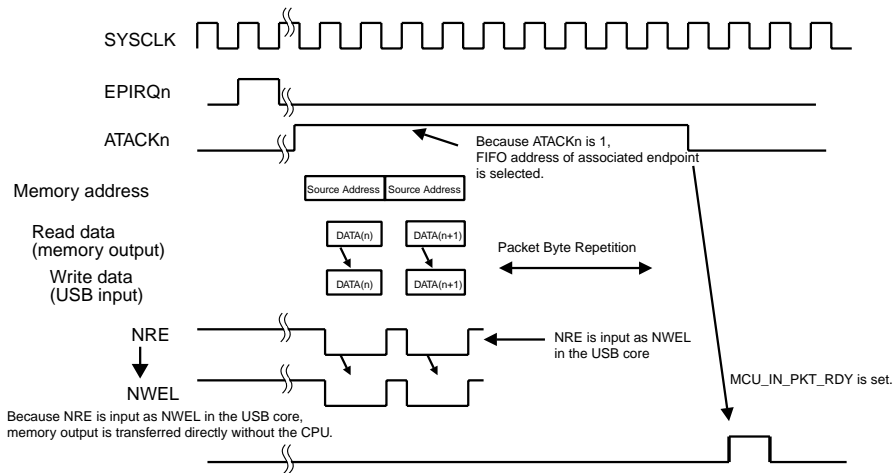 SYSCLK
EPIRQn
ATACKn
Because ATACKn is 1,
FIFO address of associated endpoint
is selected.
Memory address
Source Address
Source Address
Read data
(memory output)
DATA(n)
DATA(n+1)
Packet Byte Repetition
Write data
(USB input)
DATA(n)
DATA(n+1)
NRE
NRE is input as NWEL
in the USB core
NWEL
MCU_IN_PKT_RDY is set.
Because NRE is input as NWEL in the USB core,
memory output is transferred directly without the CPU.